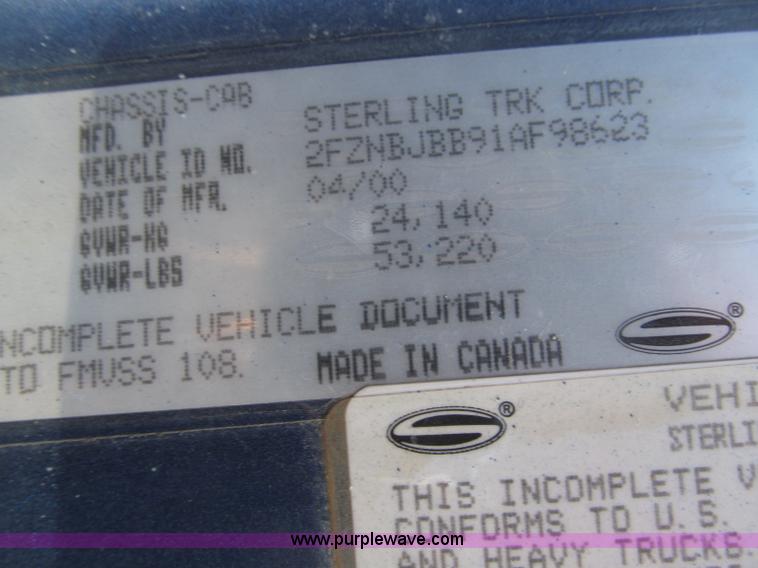 CHASSIS-CAB
MFD. BY STERLING TRK CORP.
VEHICLE ID NO. 2FZNBJBB91AF98623
DATE OF MFR. 04/00
GVWR-KG 24,140
GVWR-LBS 53,220
NCOMPLETE VEHICLE DOCUMENT
TO FMVSS 108. MADE IN CANADA
®
®
VEHI
STERLI
THIS INCOMPLETE V
CONFORMS TO U.S.
AND HEAVY TRUCKS.
www.purplewave.com